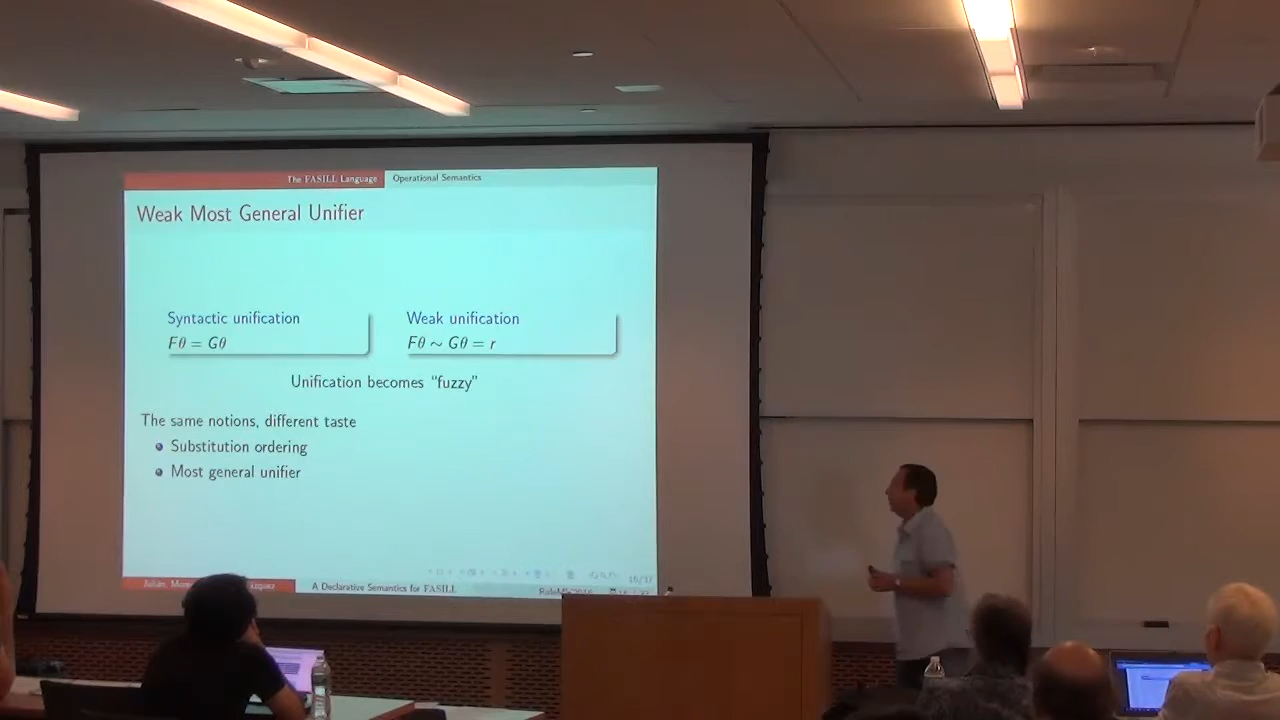 The FASILL Language
Operational Semantics
Weak Most General Unifier
Syntactic unification
Fθ = Gθ
Weak unification
Fθ ∼ Gθ = r
Unification becomes “fuzzy”
The same notions, different taste
Substitution ordering
Most general unifier
A Declarative Semantics for FASILL